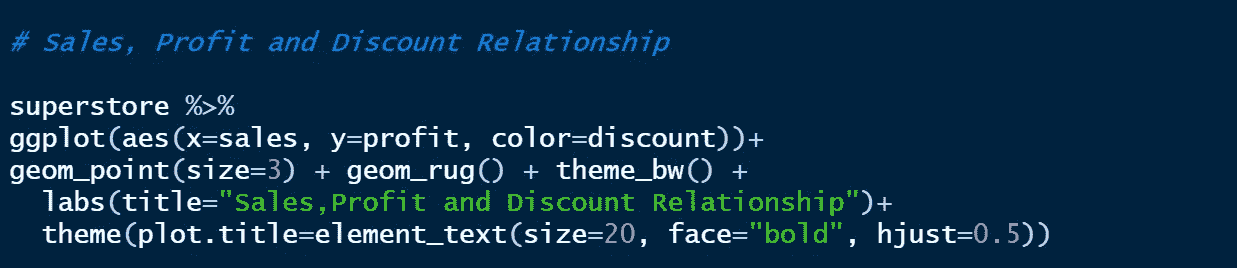 # Sales, Profit and Discount Relationship
superstore %>%
ggplot(aes(x=sales, y=profit, color=discount))+
geom_point(size=3) + geom_rug() + theme_bw() +
labs(title="Sales,Profit and Discount Relationship")+
theme(plot.title=element_text(size=20, face="bold", hjust=0.5))